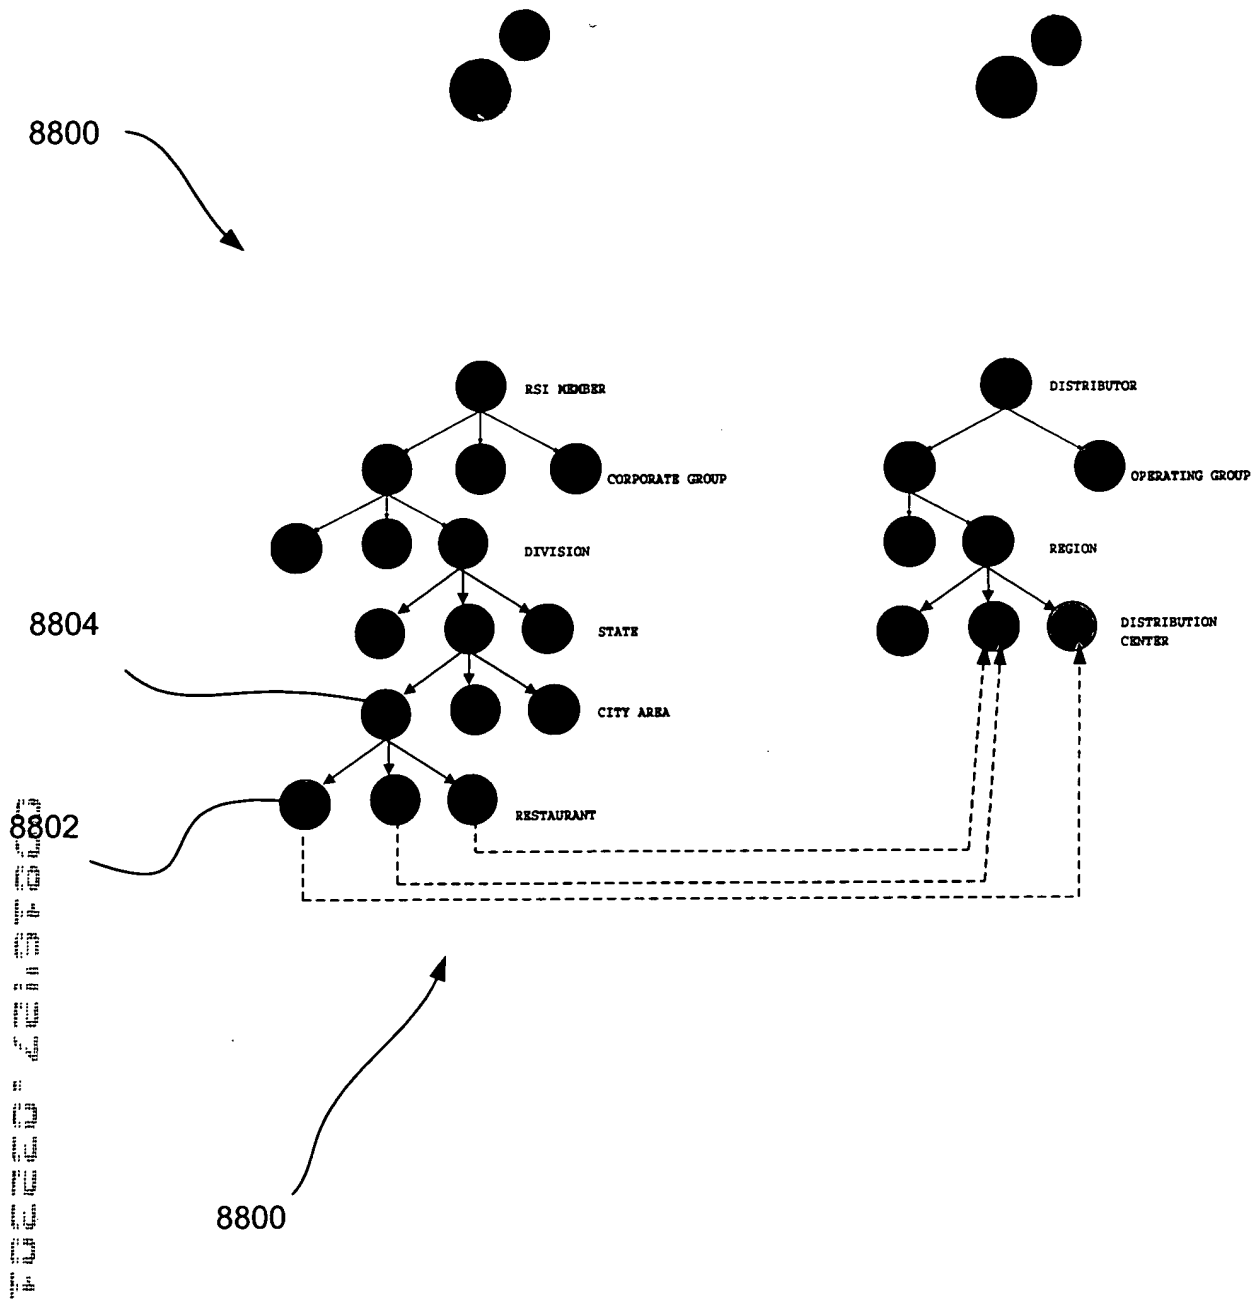 8800
RSI MEMBER
DISTRIBUTOR
CORPORATE GROUP
OPERATING GROUP
DIVISION
REGION
8804
STATE
DISTRIBUTION
CENTER
CITY AREA
8802
RESTAURANT
8800